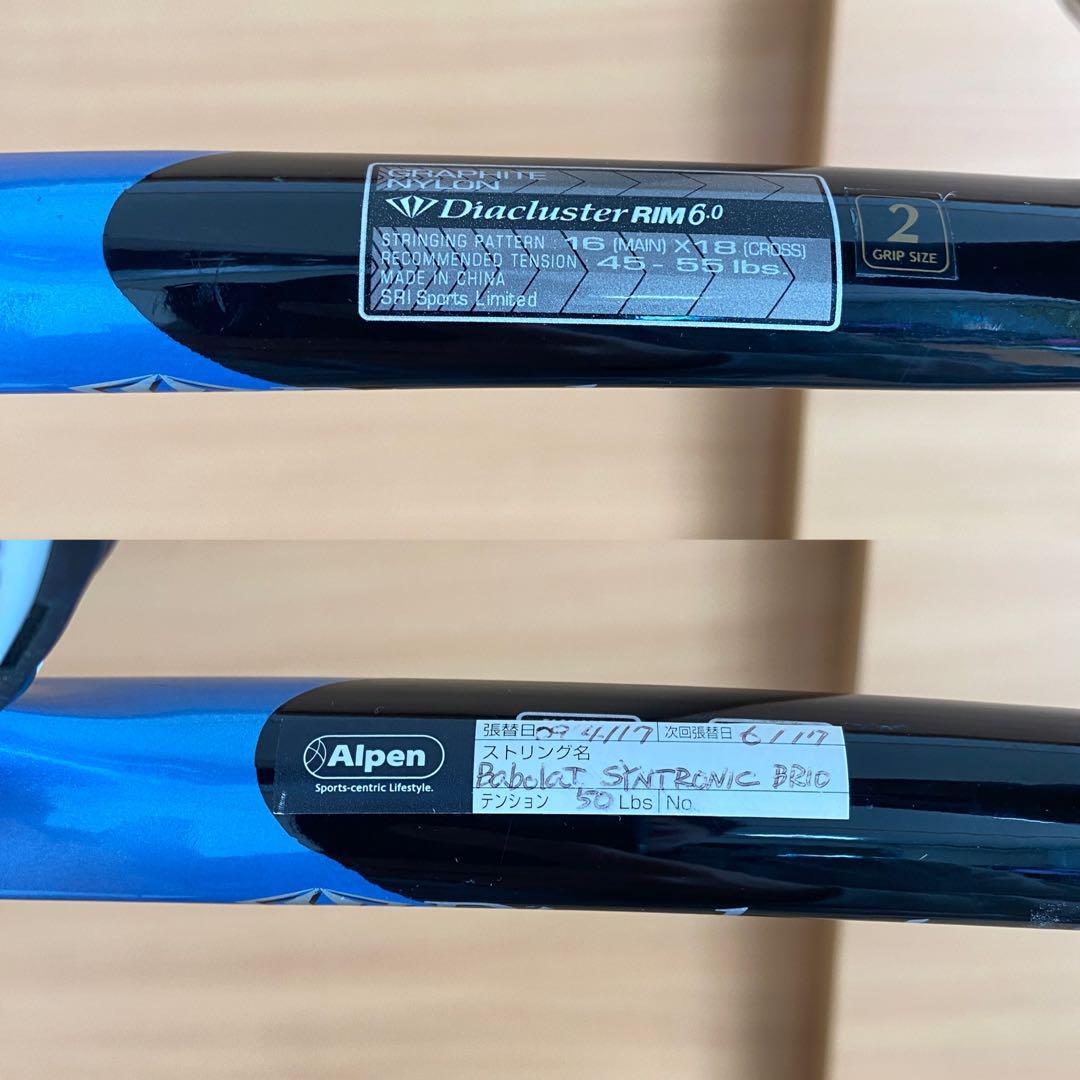 GRAPHITE
NYLON
Diacluster RIM 6.0
STRINGING PATTERN : 16 (MAIN) X 18 (CROSS)
RECOMMENDED TENSION 45 - 55 lbs.
MADE IN CHINA
SRI Sports Limited
2
GRIP SIZE
Alpen
Sports-centric Lifestyle.
張替日 09 4/17 次回張替日 6/17
ストリング名
BabolaT SYNTRONIC BRIO
テンション 50 Lbs No.